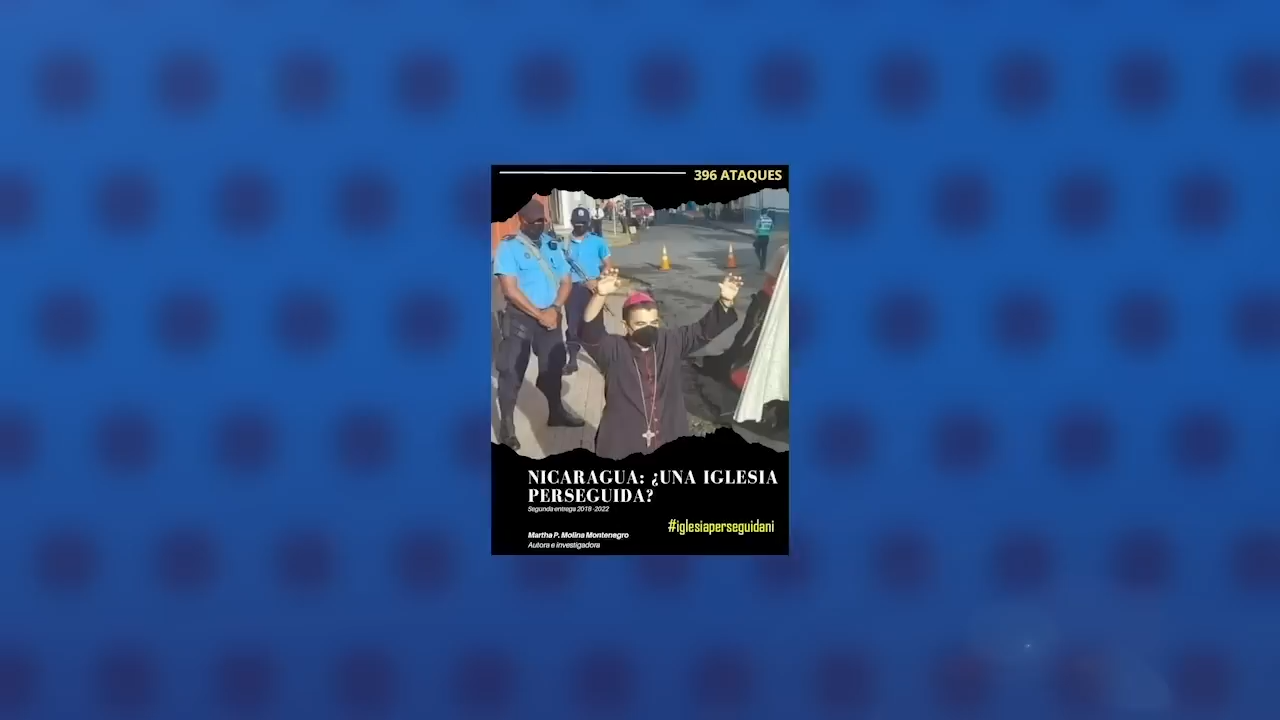 396 ATAQUES
NICARAGUA: ¿UNA IGLESIA
PERSEGUIDA?
Segunda entrega 2018 -2022
#iglesiaperseguidani
Martha P. Molina Montenegro
Autora e investigadora